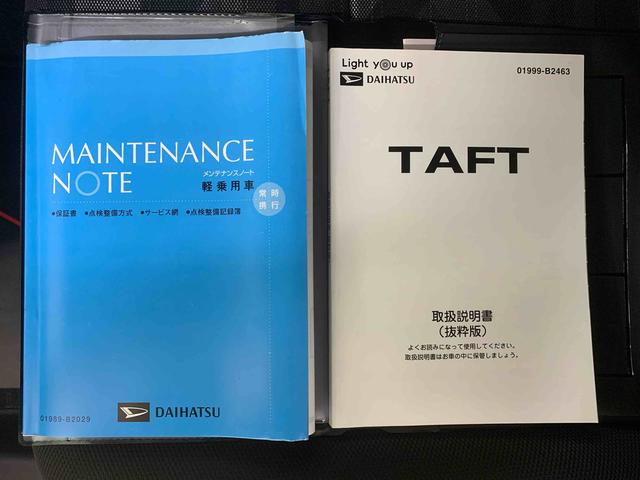 MAINTENANCE
NOTE
メンテナンスノート
軽乗用車
常時
携行
●保証書 ●点検整備方式 ●サービス網 ●点検整備記録簿
01989-B2029
DAIHATSU
Light you up
DAIHATSU
01999-B2463
TAFT
取扱説明書
（抜粋版）
よくお読みになって使用してください。
取扱説明書はお車の中に保管しましょう。